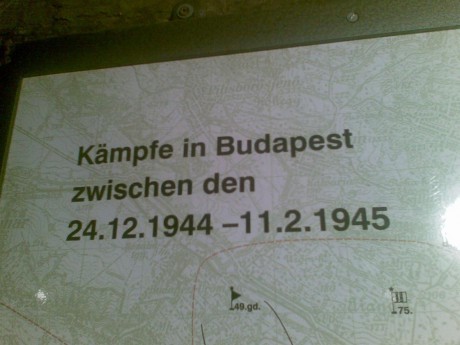 Kämpfe in Budapest
zwischen den
24.12.1944 –11.2.1945
49.gd.
75.